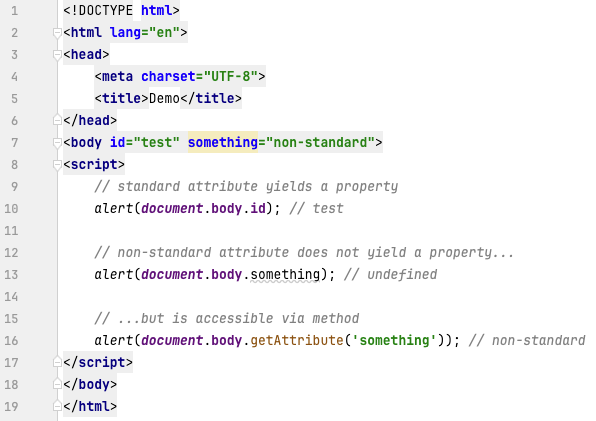 1 <!DOCTYPE html>
2 <html lang="en">
3 <head>
4     <meta charset="UTF-8">
5     <title>Demo</title>
6 </head>
7 <body id="test" something="non-standard">
8 <script>
9     // standard attribute yields a property
10     alert(document.body.id); // test
11
12     // non-standard attribute does not yield a property...
13     alert(document.body.something); // undefined
14
15     // ...but is accessible via method
16     alert(document.body.getAttribute('something')); // non-standard
17 </script>
18 </body>
19 </html>